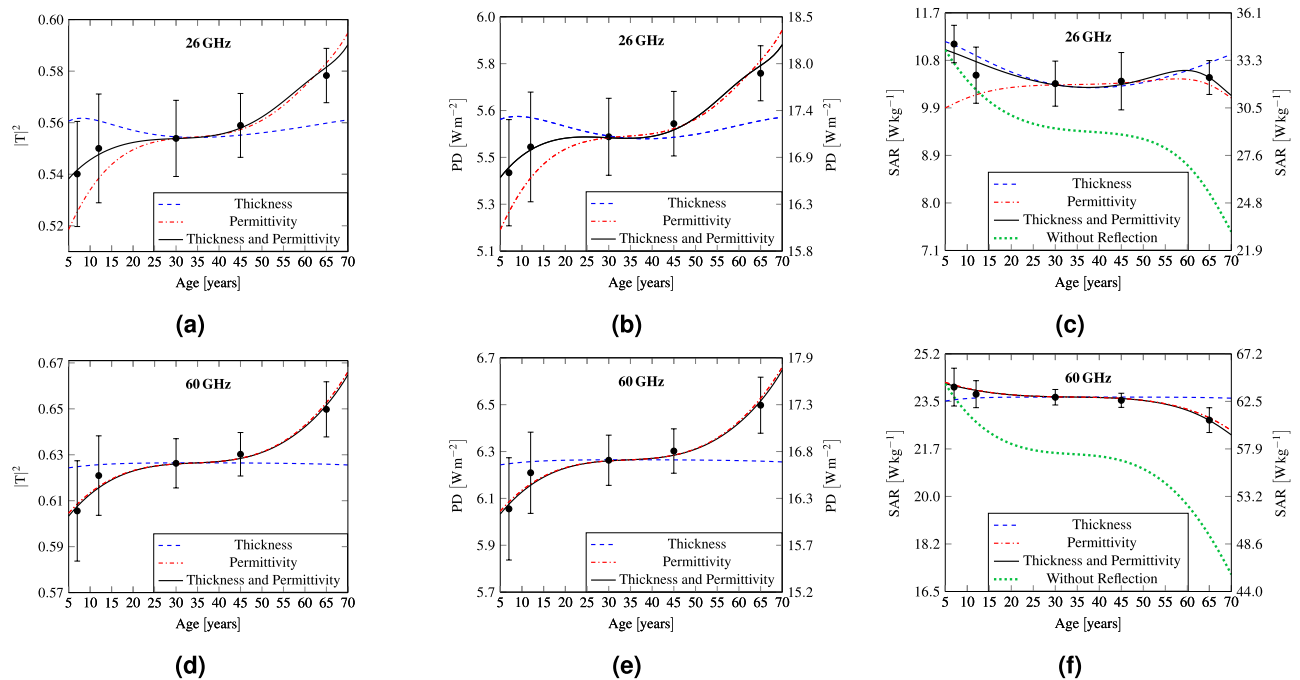 26 GHz
|T|²
0.60
0.58
0.56
0.54
0.52
Thickness
Permittivity
Thickness and Permittivity
5 10 15 20 25 30 35 40 45 50 55 60 65 70
Age [years]
(a)
26 GHz
PD [W m⁻²]
6.0
5.8
5.6
5.5
5.3
5.1
18.5
18.0
17.4
16.9
16.3
15.8
PD [W m⁻²]
Thickness
Permittivity
Thickness and Permittivity
5 10 15 20 25 30 35 40 45 50 55 60 65 70
Age [years]
(b)
26 GHz
SAR [W kg⁻¹]
11.7
10.8
9.9
8.9
8.0
7.1
36.1
33.3
30.5
27.6
24.8
21.9
SAR [W kg⁻¹]
Thickness
Permittivity
Thickness and Permittivity
Without Reflection
5 10 15 20 25 30 35 40 45 50 55 60 65 70
Age [years]
(c)
60 GHz
|T|²
0.67
0.65
0.63
0.61
0.59
0.57
Thickness
Permittivity
Thickness and Permittivity
5 10 15 20 25 30 35 40 45 50 55 60 65 70
Age [years]
(d)
60 GHz
PD [W m⁻²]
6.7
6.5
6.3
6.1
5.9
5.7
17.9
17.3
16.8
16.3
15.7
15.2
PD [W m⁻²]
Thickness
Permittivity
Thickness and Permittivity
5 10 15 20 25 30 35 40 45 50 55 60 65 70
Age [years]
(e)
60 GHz
SAR [W kg⁻¹]
25.2
23.5
21.7
20.0
18.2
16.5
67.2
62.5
57.9
53.2
48.6
44.0
SAR [W kg⁻¹]
Thickness
Permittivity
Thickness and Permittivity
Without Reflection
5 10 15 20 25 30 35 40 45 50 55 60 65 70
Age [years]
(f)